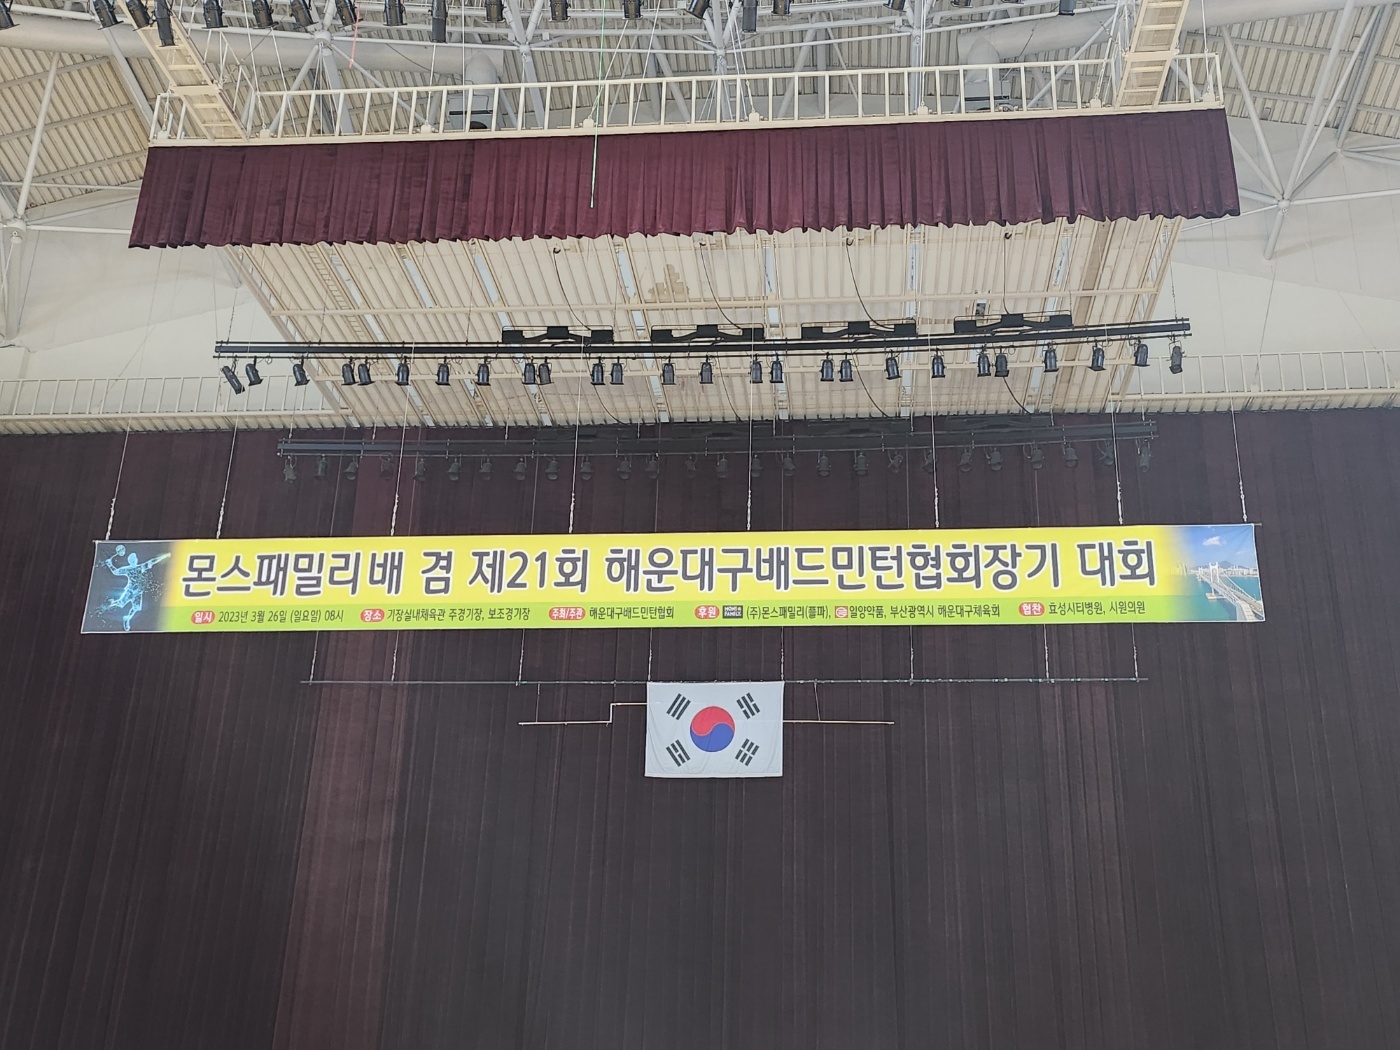 몬스패밀리배 겸 제21회 해운대구배드민턴협회장기 대회
일시 2023년 3월 26일 (일요일) 08시 장소 기장실내체육관 주경기장, 보조경기장 주최/주관 해운대구배드민턴협회 후원 (주)몬스패밀리(플파), 일양약품, 부산광역시 해운대구체육회 협찬 효성시티병원, 시원의원